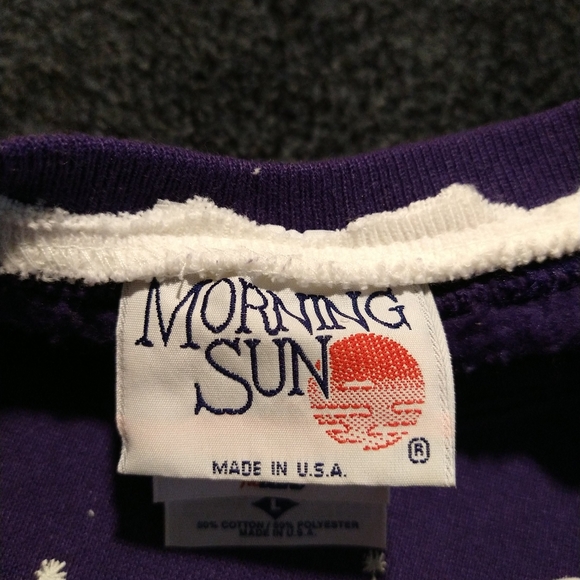 MORNING
SUN
®
MADE IN U.S.A.
L
50% COTTON / 50% POLYESTER
MADE IN U.S.A.